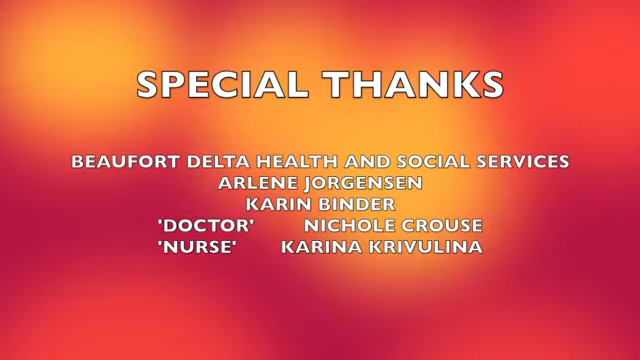 SPECIAL THANKS
BEAUFORT DELTA HEALTH AND SOCIAL SERVICES
ARLENE JORGENSEN
KARIN BINDER
'DOCTOR' NICHOLE CROUSE
'NURSE' KARINA KRIVULINA